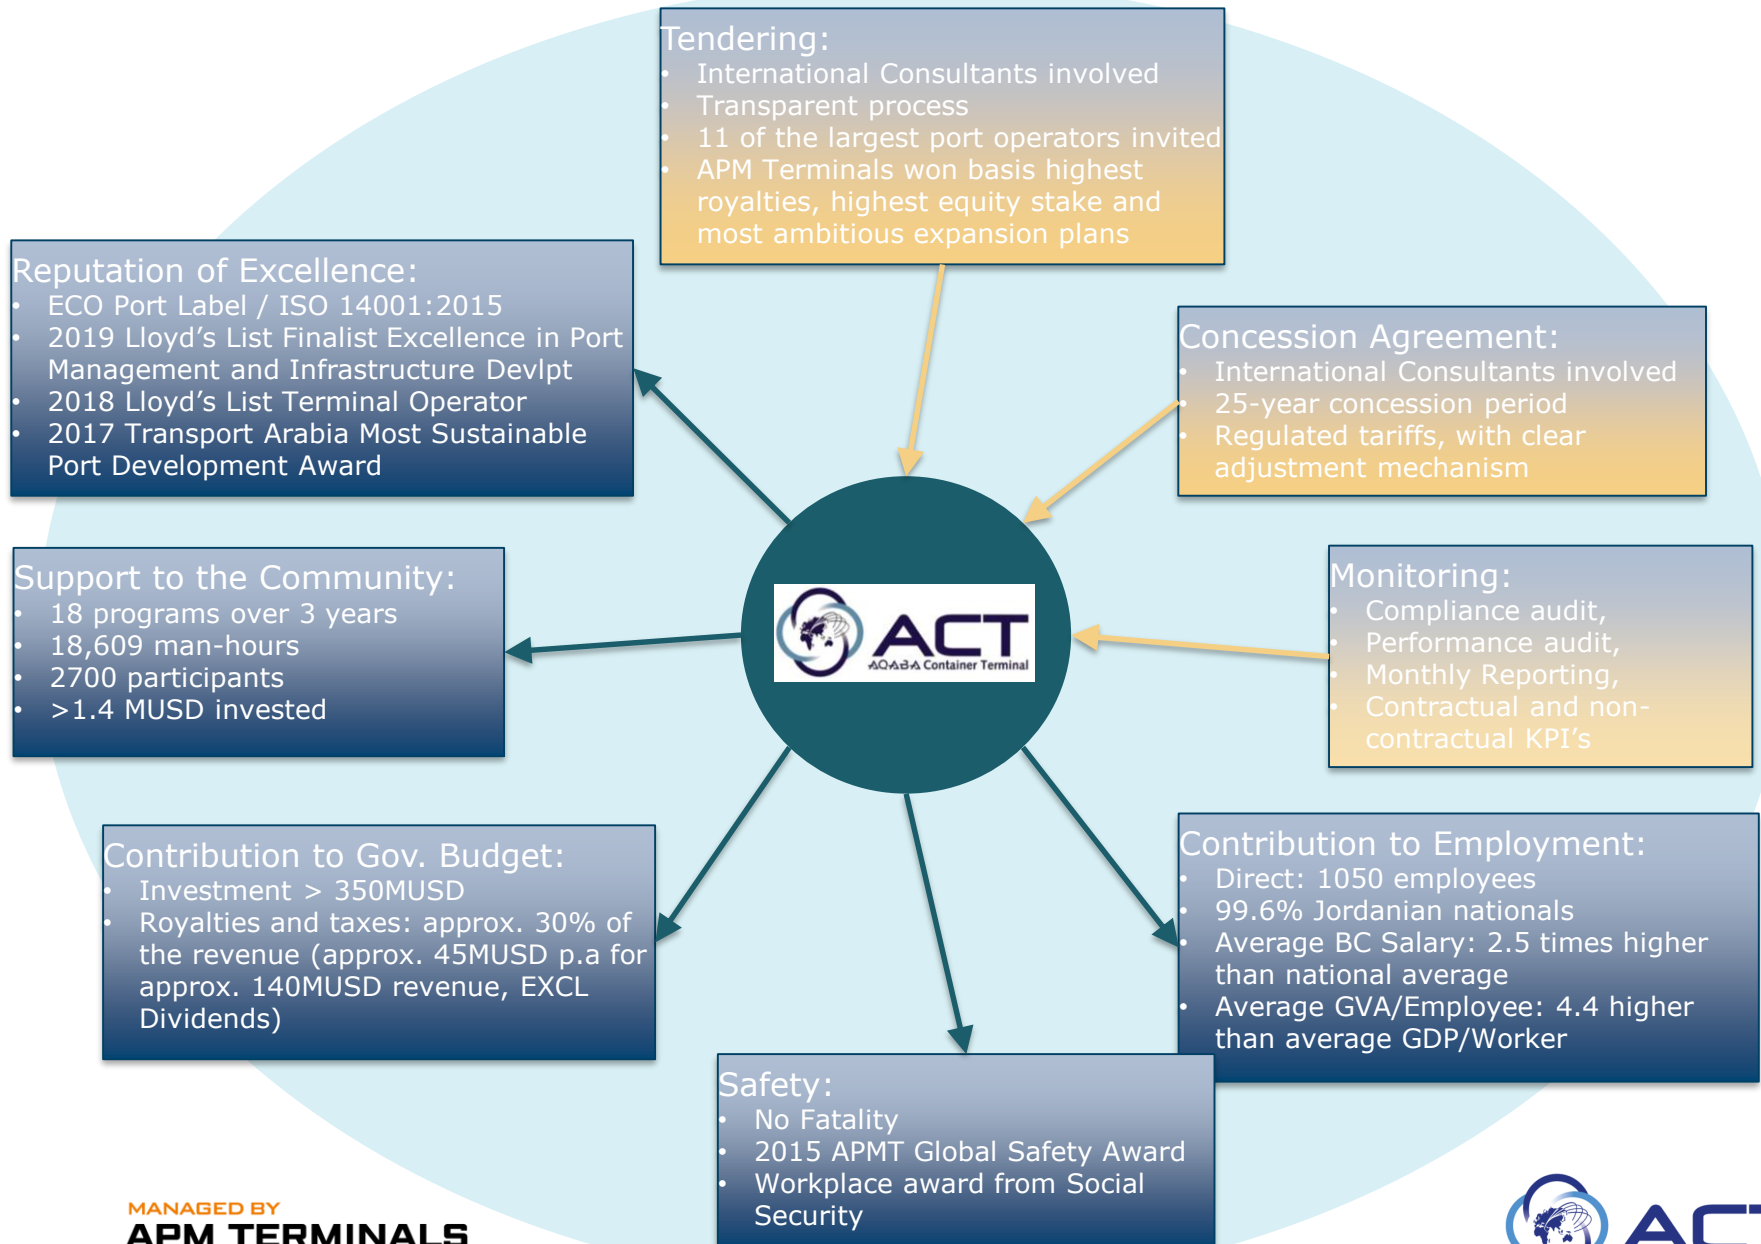 Tendering:
• International Consultants involved
• Transparent process
• 11 of the largest port operators invited
• APM Terminals won basis highest
royalties, highest equity stake and
most ambitious expansion plans
Reputation of Excellence:
• ECO Port Label / ISO 14001:2015
• 2019 Lloyd’s List Finalist Excellence in Port
Management and Infrastructure Devlpt
• 2018 Lloyd’s List Terminal Operator
• 2017 Transport Arabia Most Sustainable
Port Development Award
Concession Agreement:
• International Consultants involved
• 25-year concession period
• Regulated tariffs, with clear
adjustment mechanism
Support to the Community:
• 18 programs over 3 years
• 18,609 man-hours
• 2700 participants
• >1.4 MUSD invested
ACT
AQABA Container Terminal
Monitoring:
• Compliance audit,
• Performance audit,
• Monthly Reporting,
• Contractual and non-
contractual KPI’s
Contribution to Gov. Budget:
• Investment > 350MUSD
• Royalties and taxes: approx. 30% of
the revenue (approx. 45MUSD p.a for
approx. 140MUSD revenue, EXCL
Dividends)
Contribution to Employment:
• Direct: 1050 employees
• 99.6% Jordanian nationals
• Average BC Salary: 2.5 times higher
than national average
• Average GVA/Employee: 4.4 higher
than average GDP/Worker
Safety:
• No Fatality
• 2015 APMT Global Safety Award
• Workplace award from Social
Security
MANAGED BY
APM TERMINALS
ACT